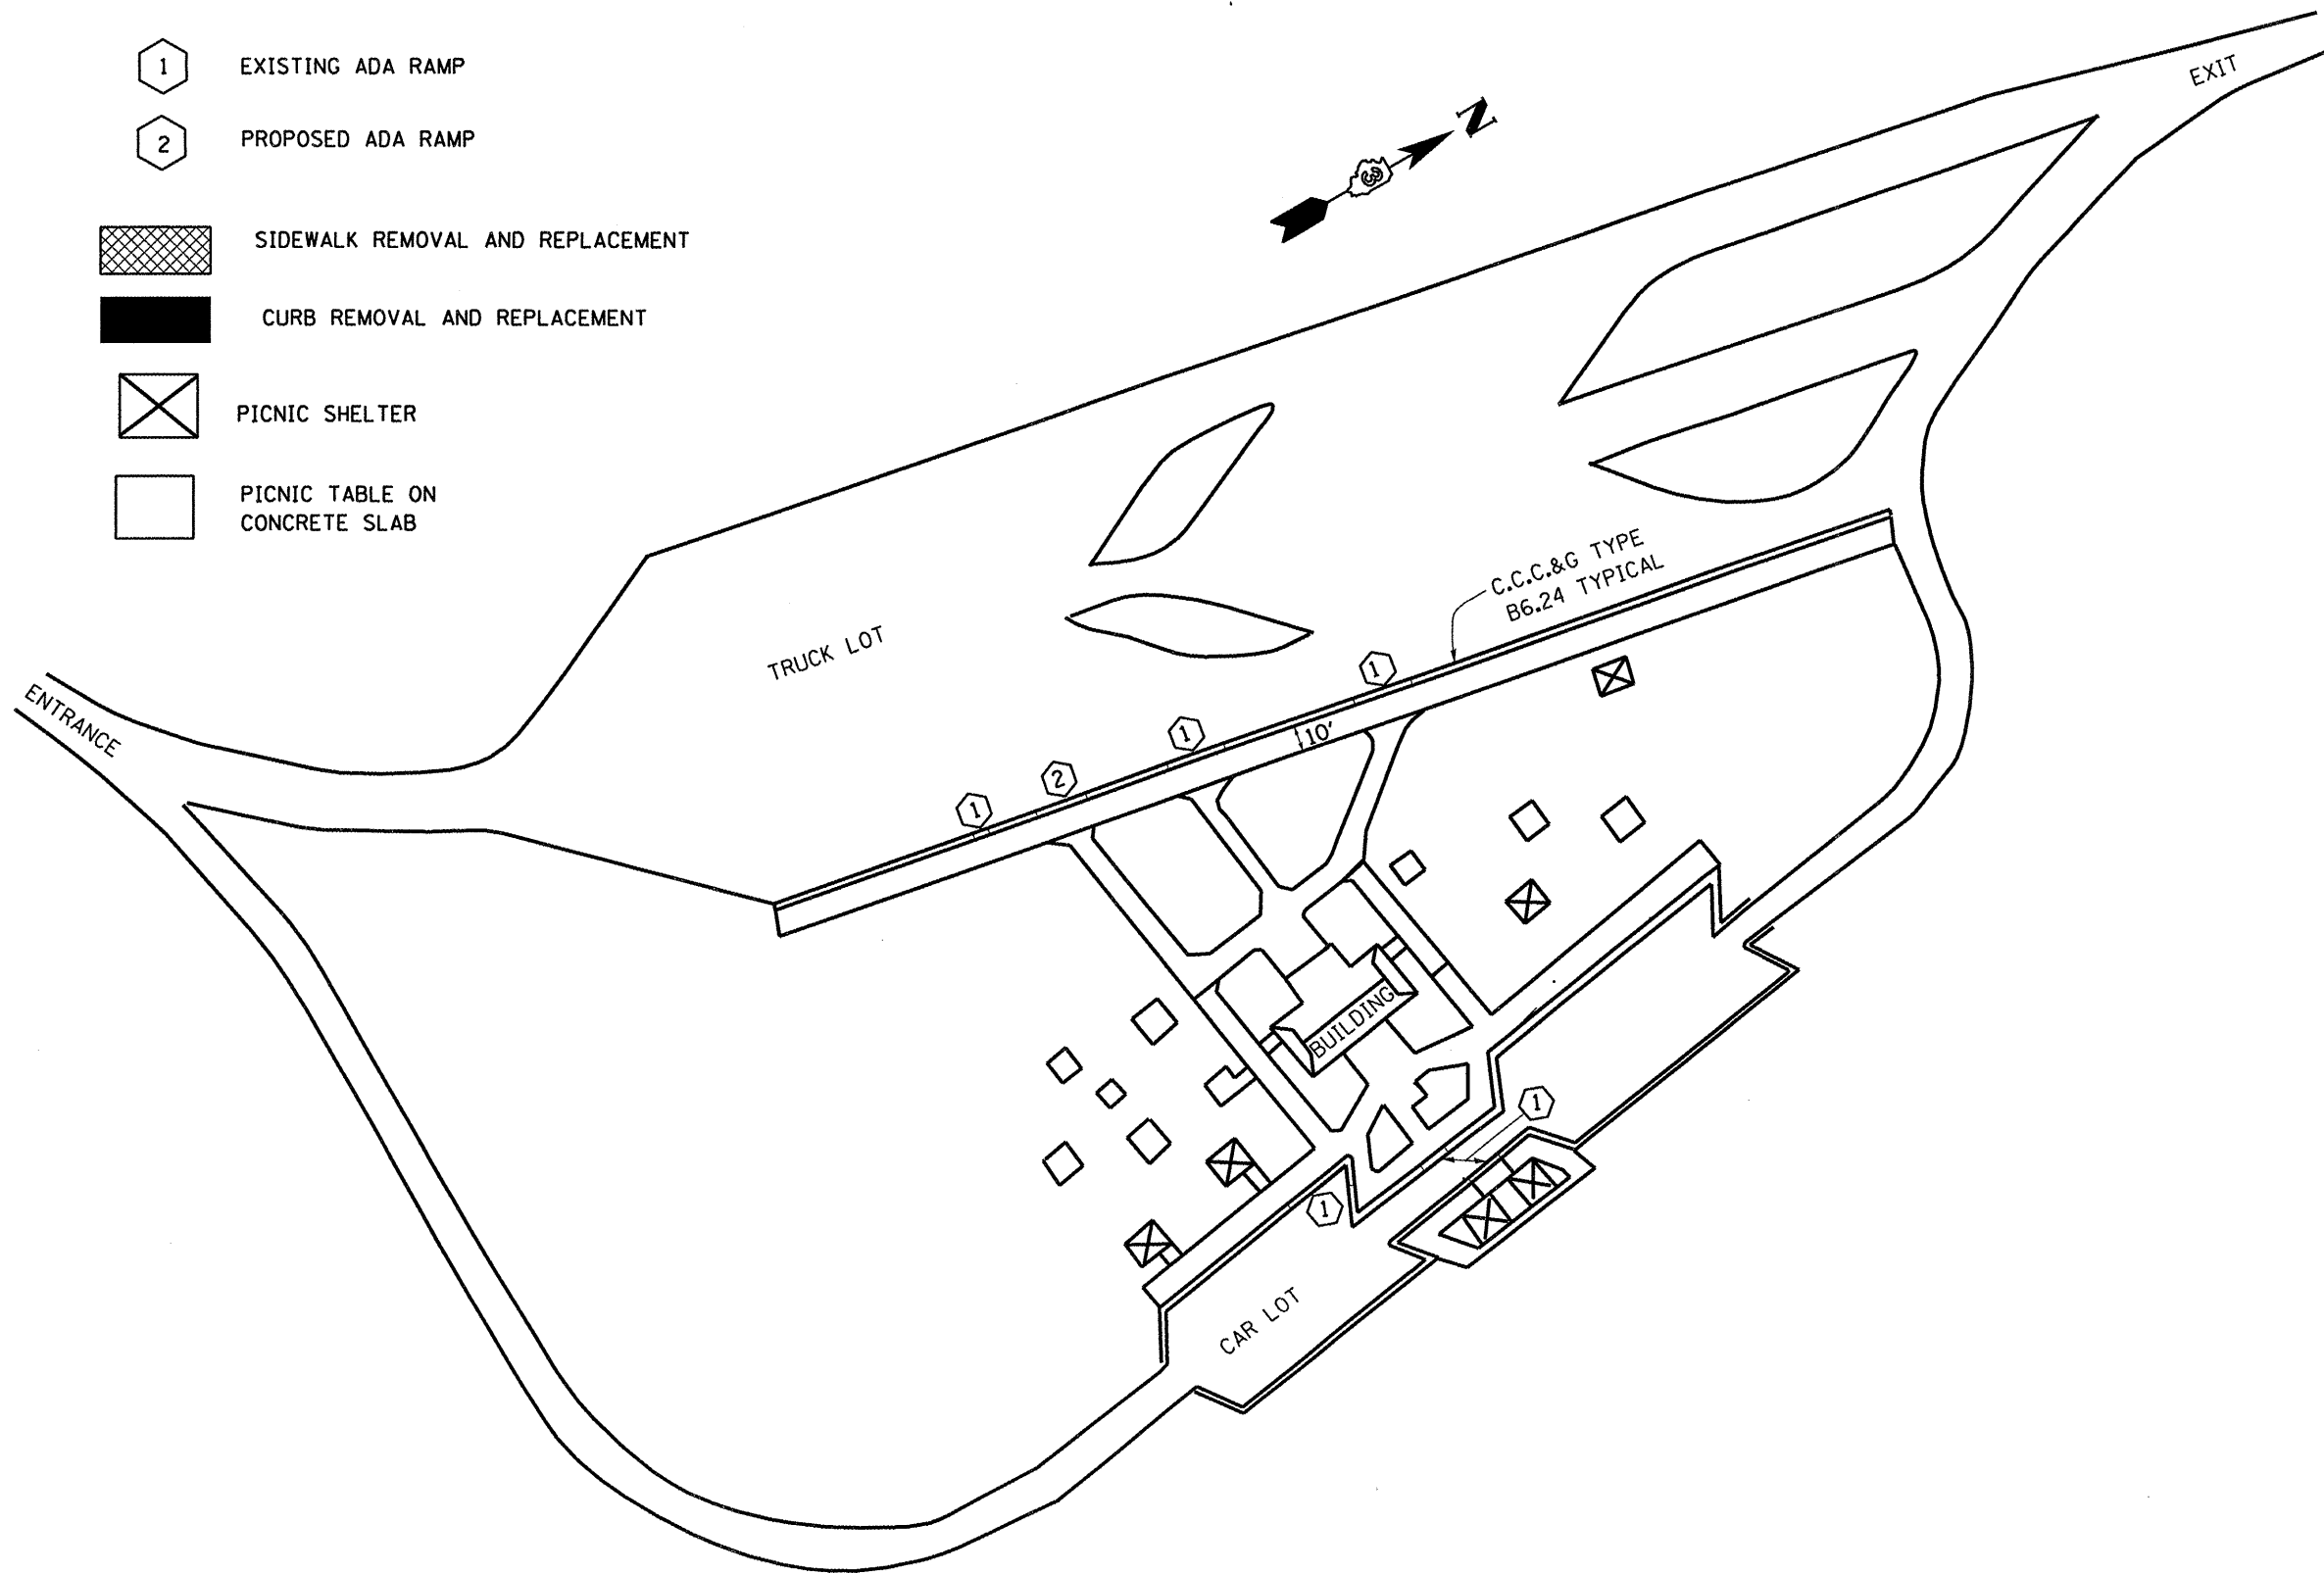 1 EXISTING ADA RAMP
2 PROPOSED ADA RAMP
SIDEWALK REMOVAL AND REPLACEMENT
CURB REMOVAL AND REPLACEMENT
PICNIC SHELTER
PICNIC TABLE ON
CONCRETE SLAB
EXIT
N
3
C.C.C.&G TYPE
B6.24 TYPICAL
TRUCK LOT
ENTRANCE
1
1
10'
2
1
BUILDING
1
1
CAR LOT